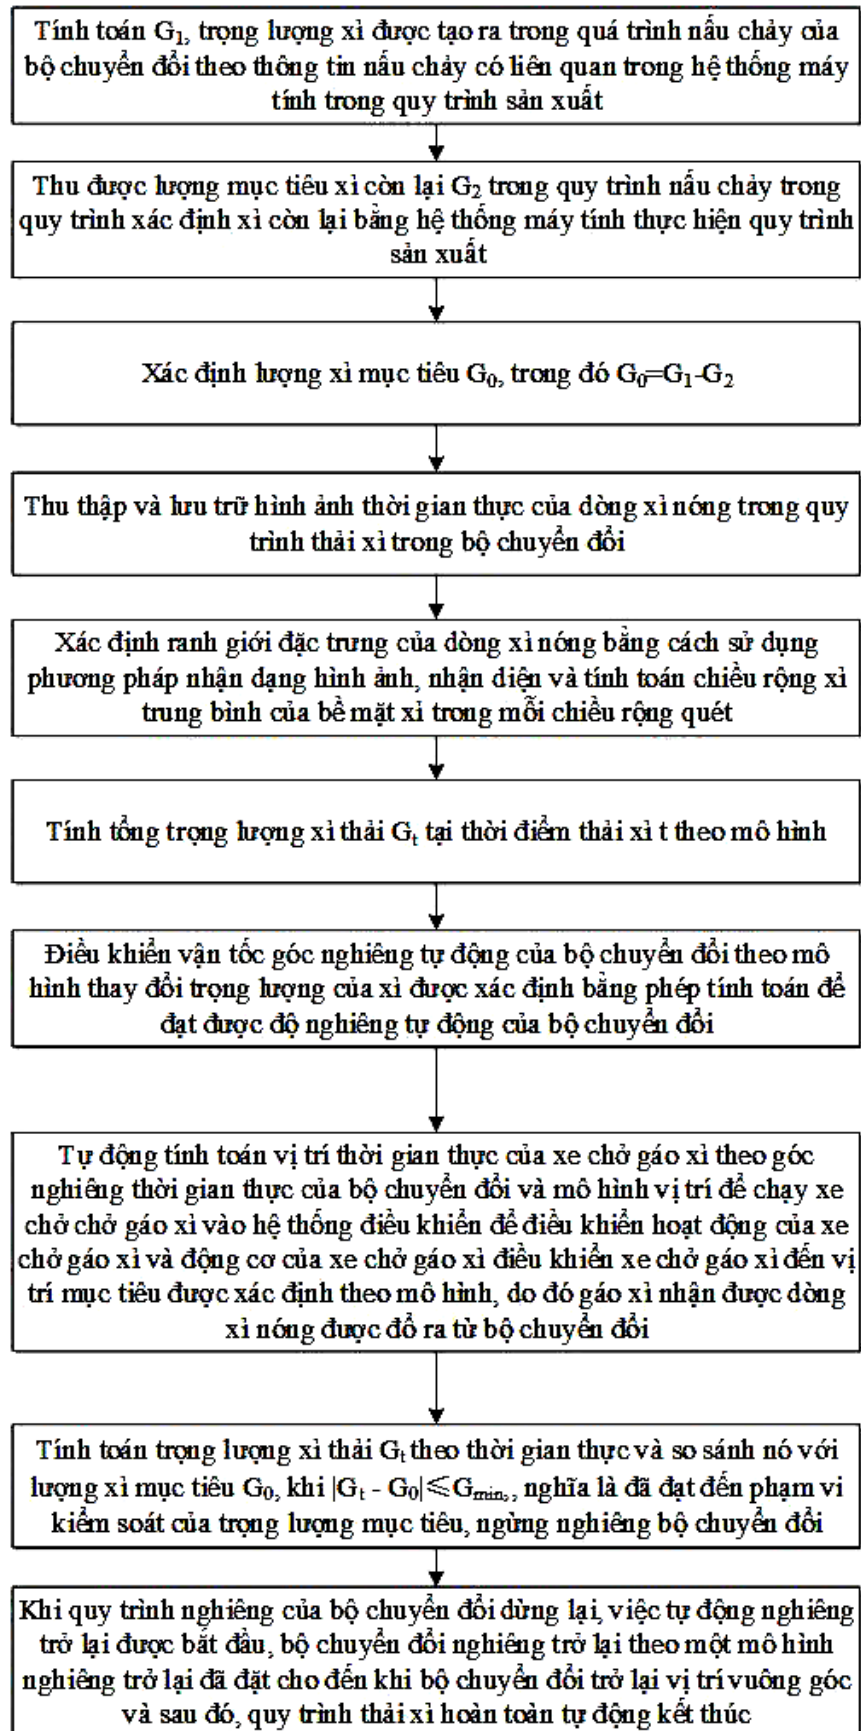 Tính toán G₁, trọng lượng xỉ được tạo ra trong quá trình nấu chảy của
bộ chuyển đổi theo thông tin nấu chảy có liên quan trong hệ thống máy
tính trong quy trình sản xuất
Thu được lượng mục tiêu xỉ còn lại G₂ trong quy trình nấu chảy trong
quy trình xác định xỉ còn lại bằng hệ thống máy tính thực hiện quy trình
sản xuất
Xác định lượng xỉ mục tiêu G₀, trong đó G₀=G₁-G₂
Thu thập và lưu trữ hình ảnh thời gian thực của dòng xỉ nóng trong quy
trình thải xỉ trong bộ chuyển đổi
Xác định ranh giới đặc trưng của dòng xỉ nóng bằng cách sử dụng
phương pháp nhận dạng hình ảnh, nhận diện và tính toán chiều rộng xỉ
trung bình của bề mặt xỉ trong mỗi chiều rộng quét
Tính tổng trọng lượng xỉ thải Gₜ tại thời điểm thải xỉ t theo mô hình
Điều khiển vận tốc góc nghiêng tự động của bộ chuyển đổi theo mô
hình thay đổi trọng lượng của xỉ được xác định bằng phép tính toán để
đạt được độ nghiêng tự động của bộ chuyển đổi
Tự động tính toán vị trí thời gian thực của xe chở gáo xỉ theo góc
nghiêng thời gian thực của bộ chuyển đổi và mô hình vị trí để chạy xe
chở chở gáo xỉ vào hệ thống điều khiển để điều khiển hoạt động của xe
chở gáo xỉ và động cơ của xe chở gáo xỉ điều khiển xe chở gáo xỉ đến vị
trí mục tiêu được xác định theo mô hình, do đó gáo xỉ nhận được dòng
xỉ nóng được đổ ra từ bộ chuyển đổi
Tính toán trọng lượng xỉ thải Gₜ theo thời gian thực và so sánh nó với
lượng xỉ mục tiêu G₀, khi |Gₜ - G₀|⩽Gmin,, nghĩa là đã đạt đến phạm vi
kiểm soát của trọng lượng mục tiêu, ngừng nghiêng bộ chuyển đổi
Khi quy trình nghiêng của bộ chuyển đổi dừng lại, việc tự động nghiêng
trở lại được bắt đầu, bộ chuyển đổi nghiêng trở lại theo một mô hình
nghiêng trở lại đã đặt cho đến khi bộ chuyển đổi trở lại vị trí vuông góc
và sau đó, quy trình thải xỉ hoàn toàn tự động kết thúc